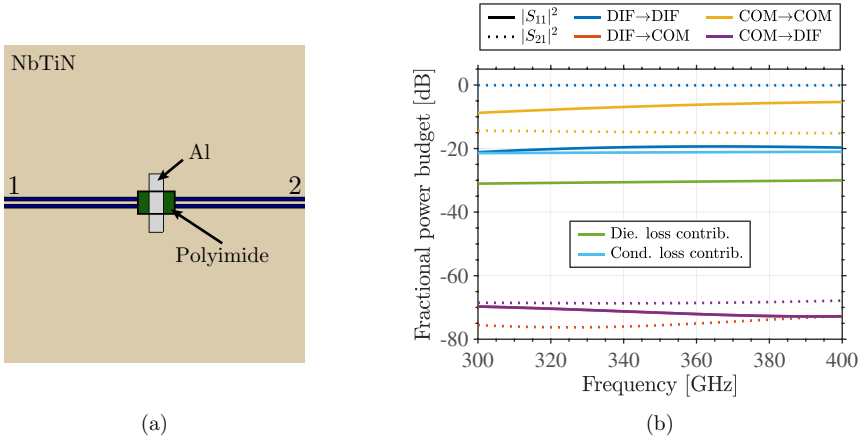 NbTiN
Al
1
2
Polyimide
(a)
|S₁₁|² DIF→DIF COM→COM
|S₂₁|² DIF→COM COM→DIF
Fractional power budget [dB]
0
-20
-40
-60
-80
Die. loss contrib.
Cond. loss contrib.
300 320 340 360 380 400
Frequency [GHz]
(b)